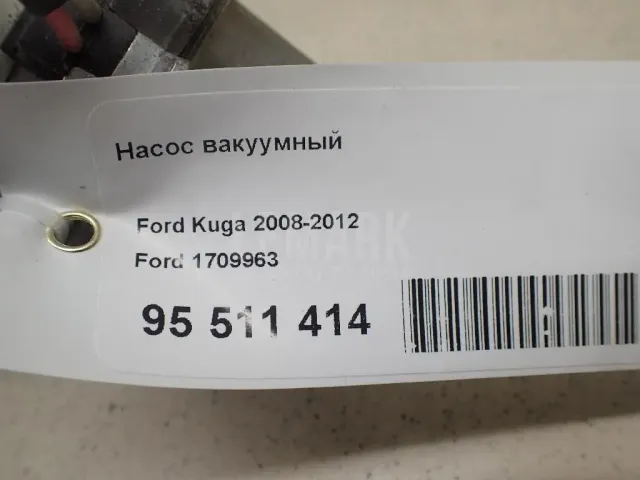 Насос вакуумный
Ford Kuga 2008-2012
Ford 1709963
95 511 414